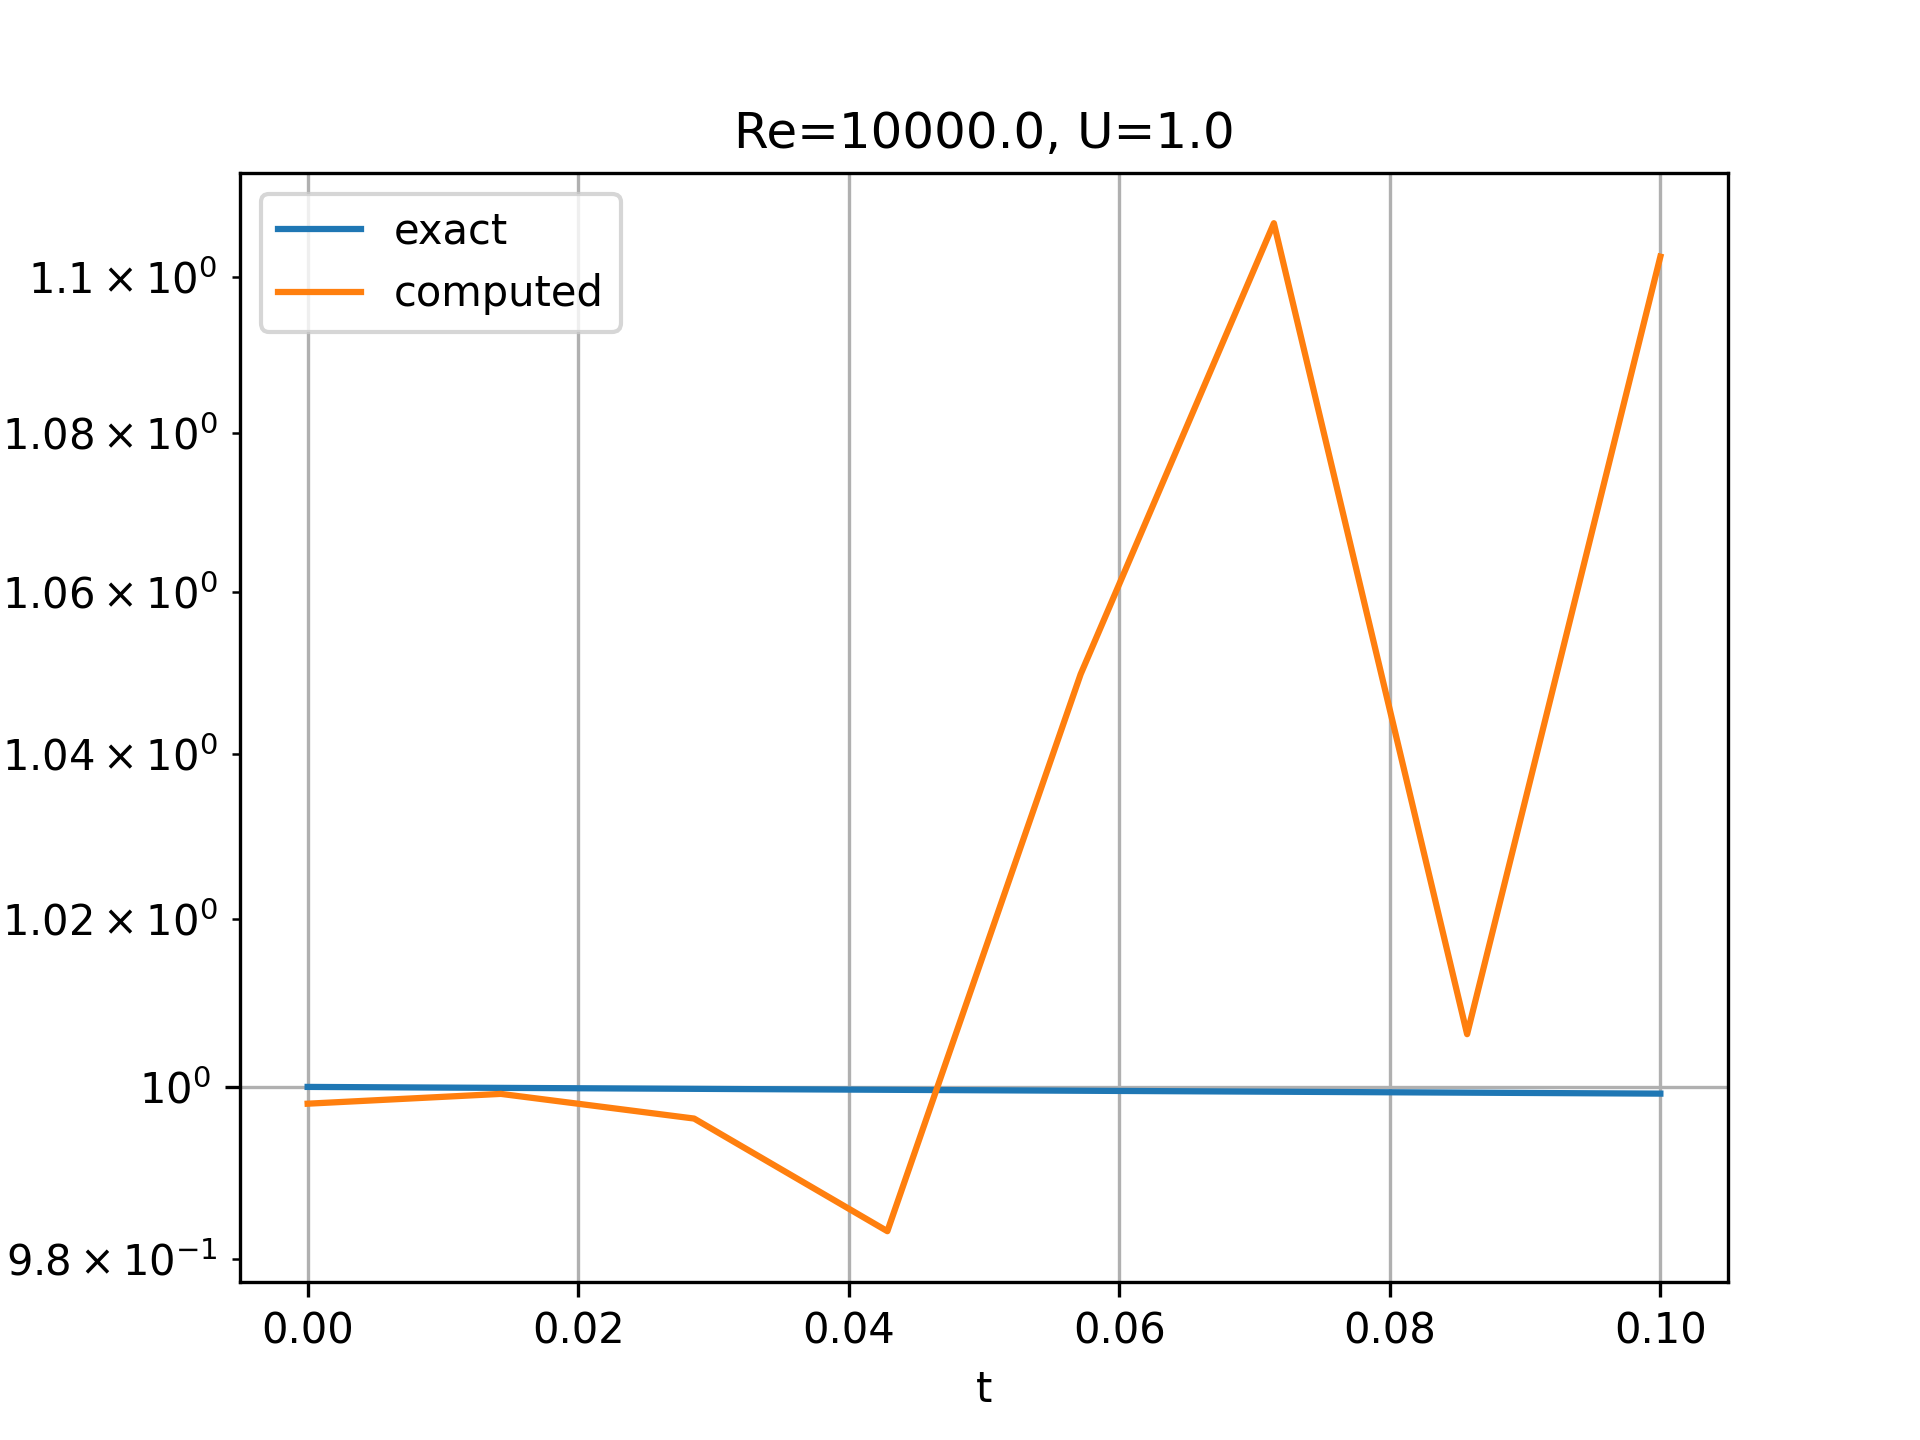 Re=10000.0, U=1.0
exact
computed
1.1 × 10⁰
1.08 × 10⁰
1.06 × 10⁰
1.04 × 10⁰
1.02 × 10⁰
10⁰
9.8 × 10⁻¹
0.00 0.02 0.04 0.06 0.08 0.10
t